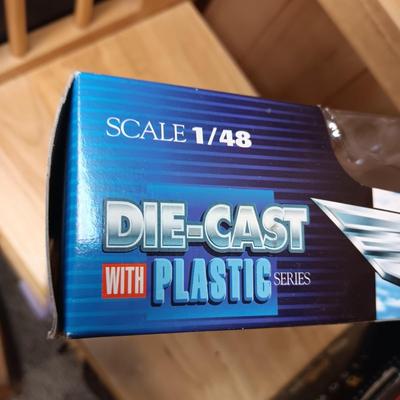 SCALE 1/48
DIE-CAST
WITH PLASTIC SERIES